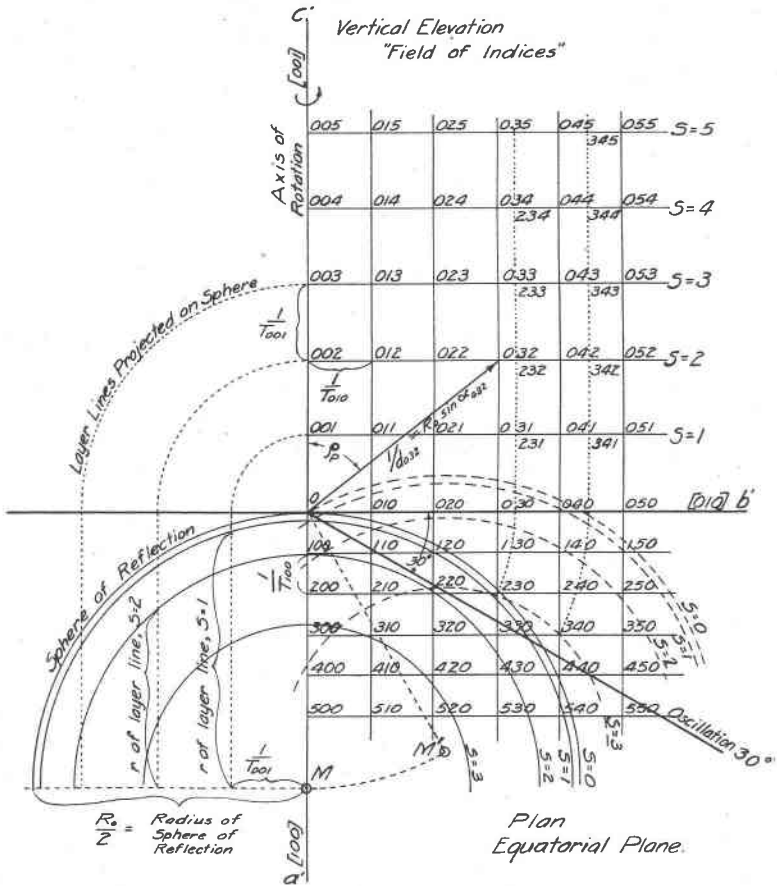 C'
Vertical Elevation
"Field of Indices"
[001]
Axis of
Rotation
005 015 025 035 045 055 S=5
345
004 014 024 034 044 054 S=4
234 344
003 013 023 033 043 053 S=3
233 343
Layer Lines Projected on Sphere
1/T001
002 012 022 032 042 052 S=2
232 342
1/T010
1/d032 = R0 sin α032
001 011 021 031 041 051 S=1
231 341
ρ
0 010 020 030 040 050 [010] b'
Sphere of Reflection
100 110 120 130 140 150
30°
1/T100
200 210 220 230 240 250
S=0
S=1
S=2
300 310 320 330 340 350
400 410 420 430 440 450
500 510 520 530 540 550
S=3
Oscillation 30°
r of layer line, S=2
r of layer line, S=1
1/T001
M M'
S=3
S=2
S=1
S=0
R0/2 = Radius of
Sphere of
Reflection
Plan
Equatorial Plane.
a' [100]